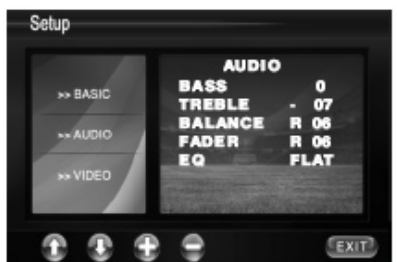 Setup
>> BASIC
>> AUDIO
>> VIDEO
AUDIO
BASS 0
TREBLE - 07
BALANCE R 06
FADER R 06
EQ FLAT
EXIT